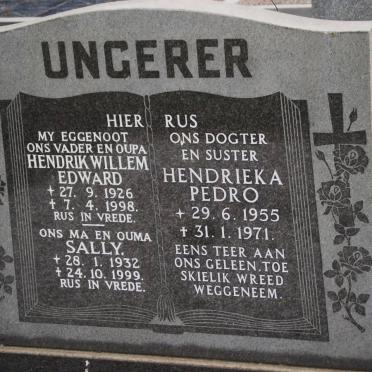 UNGERER
HIER RUS
MY EGGENOOT
ONS VADER EN OUPA
HENDRIK WILLEM
EDWARD
+ 27. 9. 1926
+ 7. 4. 1998.
RUS IN VREDE.
ONS MA EN OUMA
SALLY.
+ 28. 1. 1932
+ 24. 10. 1999.
RUS IN VREDE.
ONS DOGTER
EN SUSTER
HENDRIEKA
PEDRO
+ 29. 6. 1955
+ 31. 1. 1971.
EENS TEER AAN
ONS GELEEN, TOE
SKIELIK WREED
WEGGENEEM.